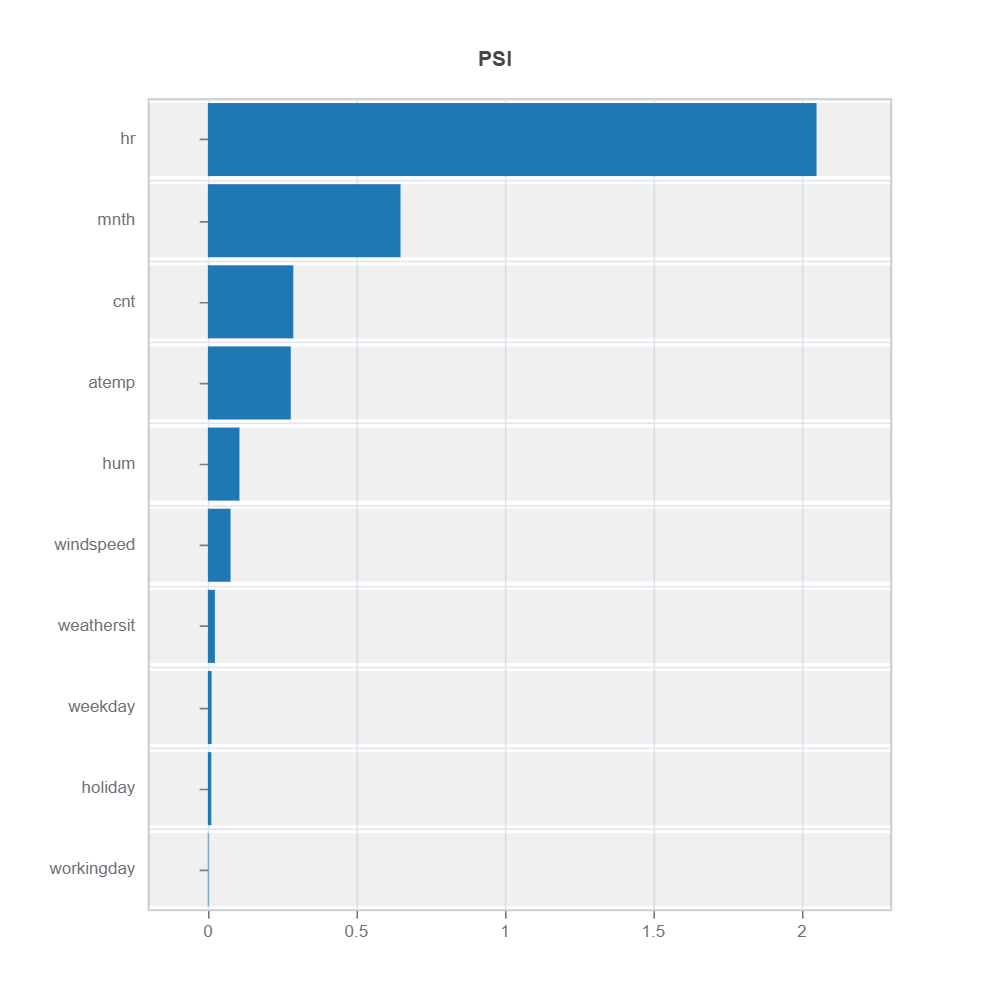 PSI
hr
mnth
cnt
atemp
hum
windspeed
weathersit
weekday
holiday
workingday
0 0.5 1 1.5 2